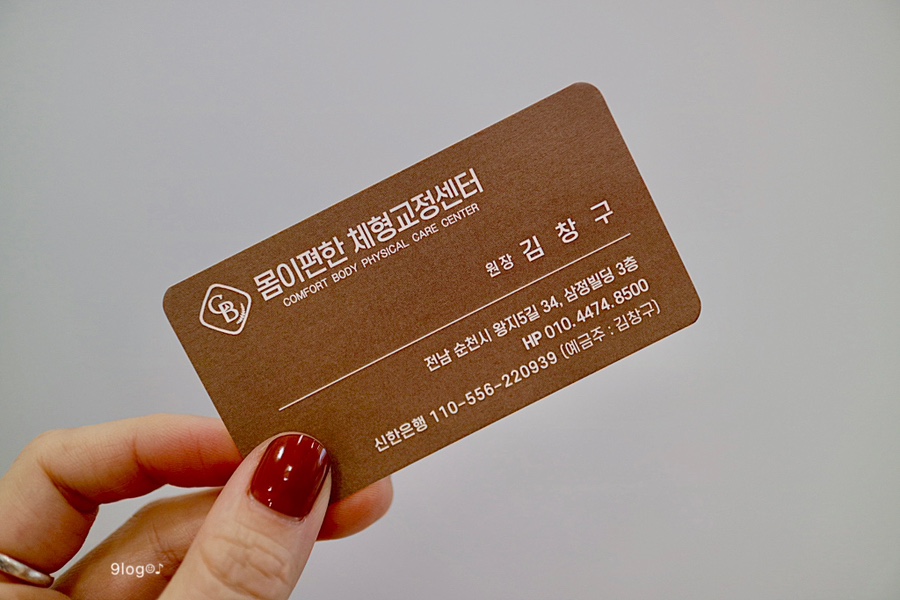 CB
몸이편한 체형교정센터
COMFORT BODY PHYSICAL CARE CENTER
원장 김 창 구
전남 순천시 왕지5길 34, 삼정빌딩 3층
HP 010.4474.8500
신한은행 110-556-220939 (예금주 : 김창구)
9log☺♪